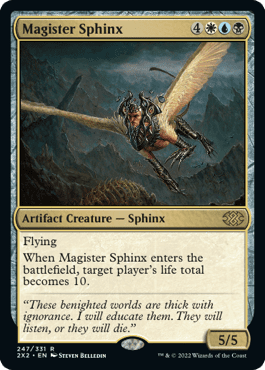 Magister Sphinx 4
Artifact Creature — Sphinx
Flying
When Magister Sphinx enters the
battlefield, target player's life total
becomes 10.
“These benighted worlds are thick with
ignorance. I will educate them. They will
listen, or they will die.”
5/5
247/331 R
2X2 • EN Steven Belledin
™ & © 2022 Wizards of the Coast